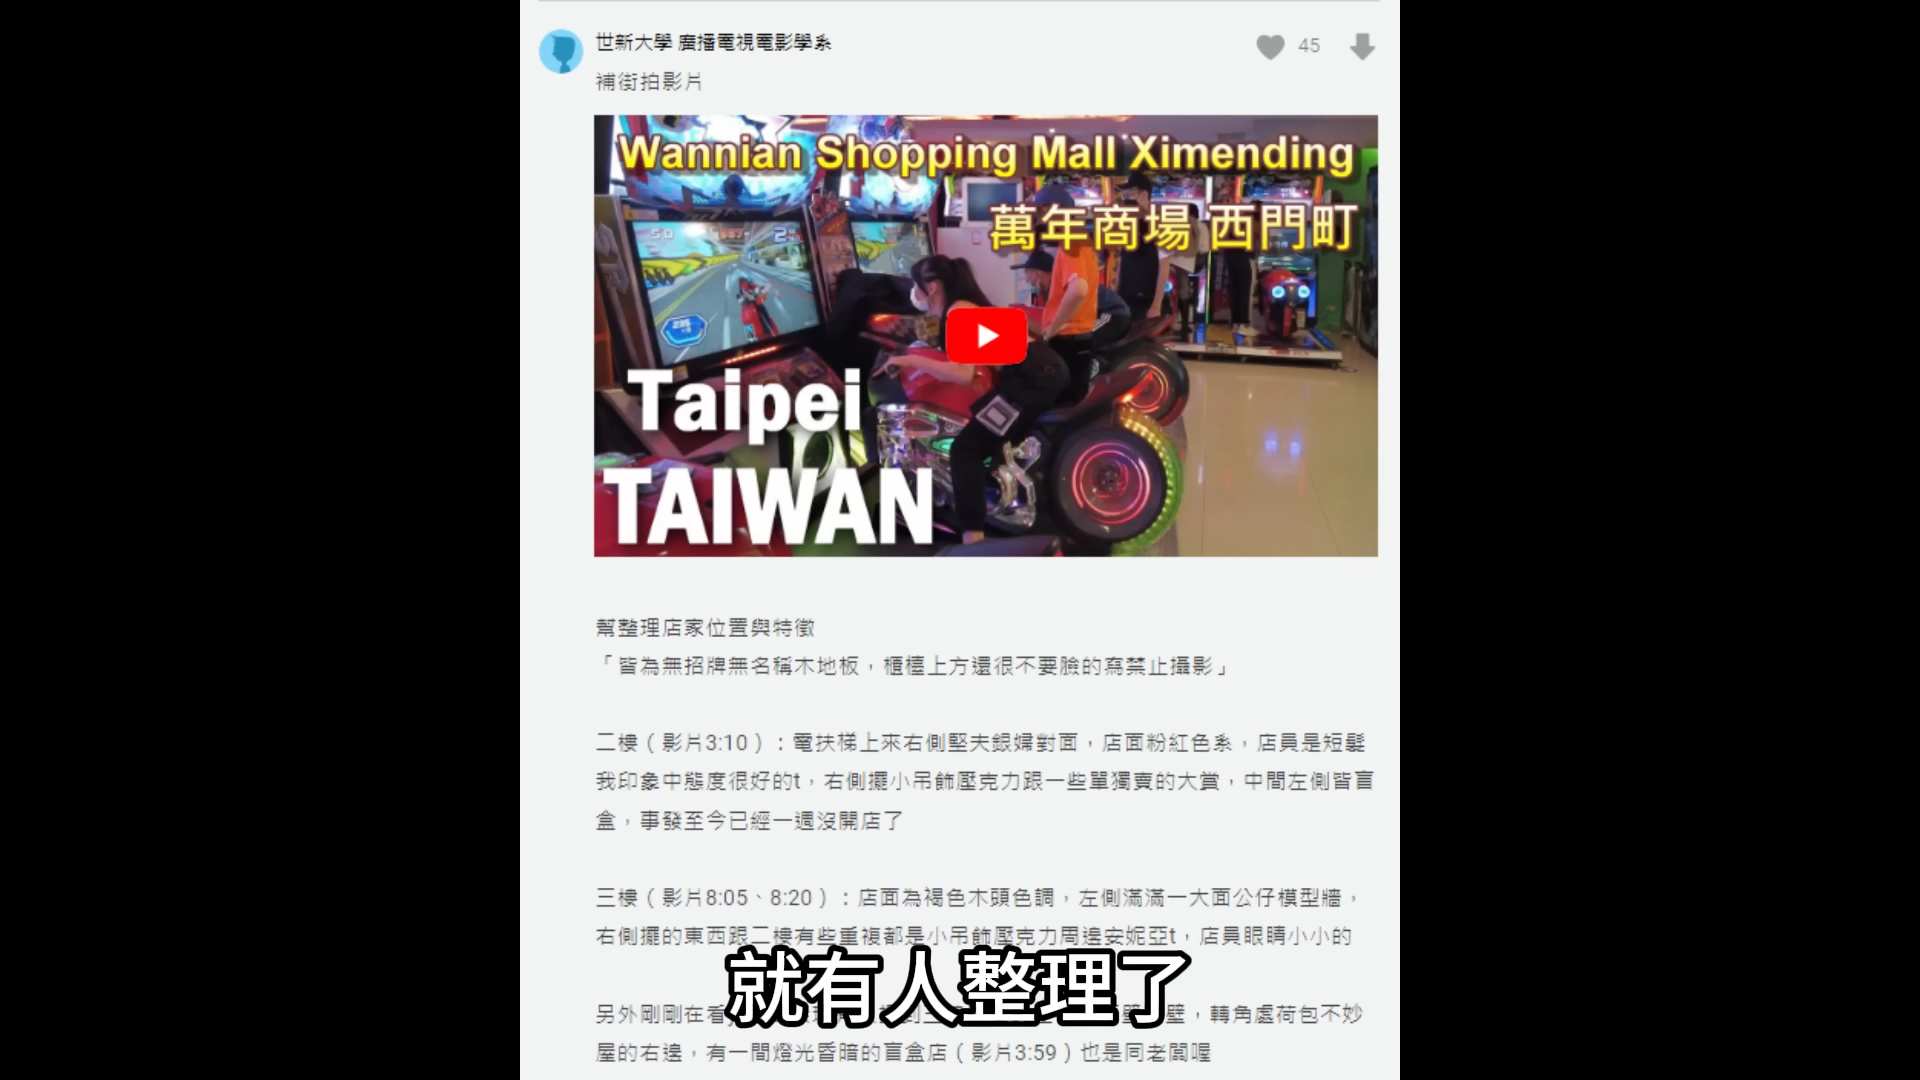 世新大學 廣播電視電影學系
45
補街拍影片
Wannian Shopping Mall Ximending
萬年商場 西門町
Taipei
TAIWAN
幫整理店家位置與特徵
「皆為無招牌無名稱木地板，櫃檯上方還很不要臉的寫禁止攝影」
二樓（影片3:10）：電扶梯上來右側堅夫銀婦對面，店面粉紅色系，店員是短髮
我印象中態度很好的t，右側擺小吊飾壓克力跟一些單獨賣的大賞，中間左側皆盲
盒，事發至今已經一週沒開店了
三樓（影片8:05、8:20）：店面為褐色木頭色調，左側滿滿一大面公仔模型牆，
右側擺的東西跟二樓有些重複都是小吊飾壓克力周邊安妮亞t，店員眼睛小小的
就有人整理了
另外剛剛在看
壁，轉角處荷包不妙
屋的右邊，有一間燈光昏暗的盲盒店（影片3:59）也是同老闆喔